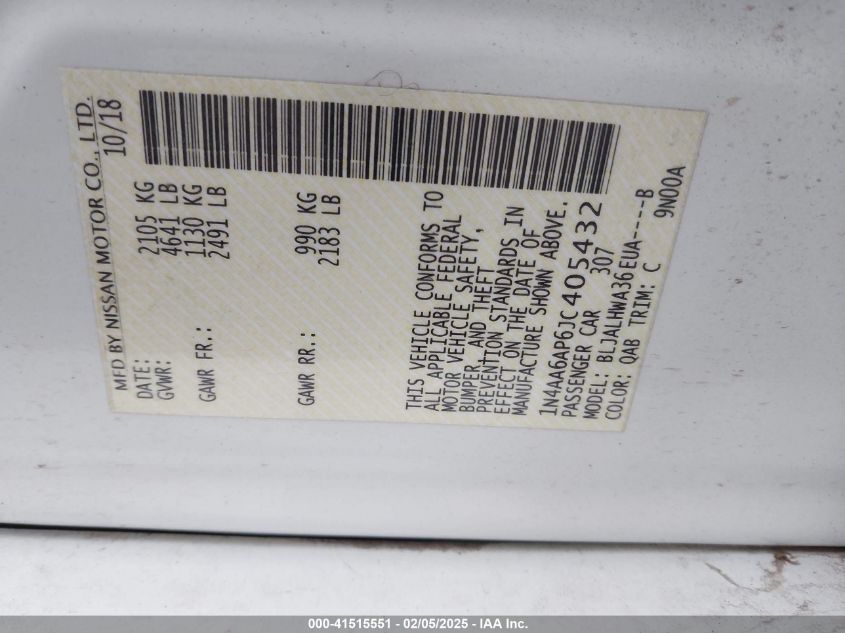 MFD BY NISSAN MOTOR CO., LTD.
DATE: 10/18
GVWR: 2105 KG
4641 LB
GAWR FR.: 1130 KG
2491 LB
GAWR RR.: 990 KG
2183 LB
THIS VEHICLE CONFORMS TO
ALL APPLICABLE FEDERAL
MOTOR VEHICLE SAFETY,
BUMPER, AND THEFT
PREVENTION STANDARDS IN
EFFECT ON THE DATE OF
MANUFACTURE SHOWN ABOVE.
1N4AA6AP6JC405432
PASSENGER CAR 307
MODEL: BLJALHWA36EUA-----B
COLOR: QAB TRIM: C 9N00A
000-41515551 - 02/05/2025 - IAA Inc.